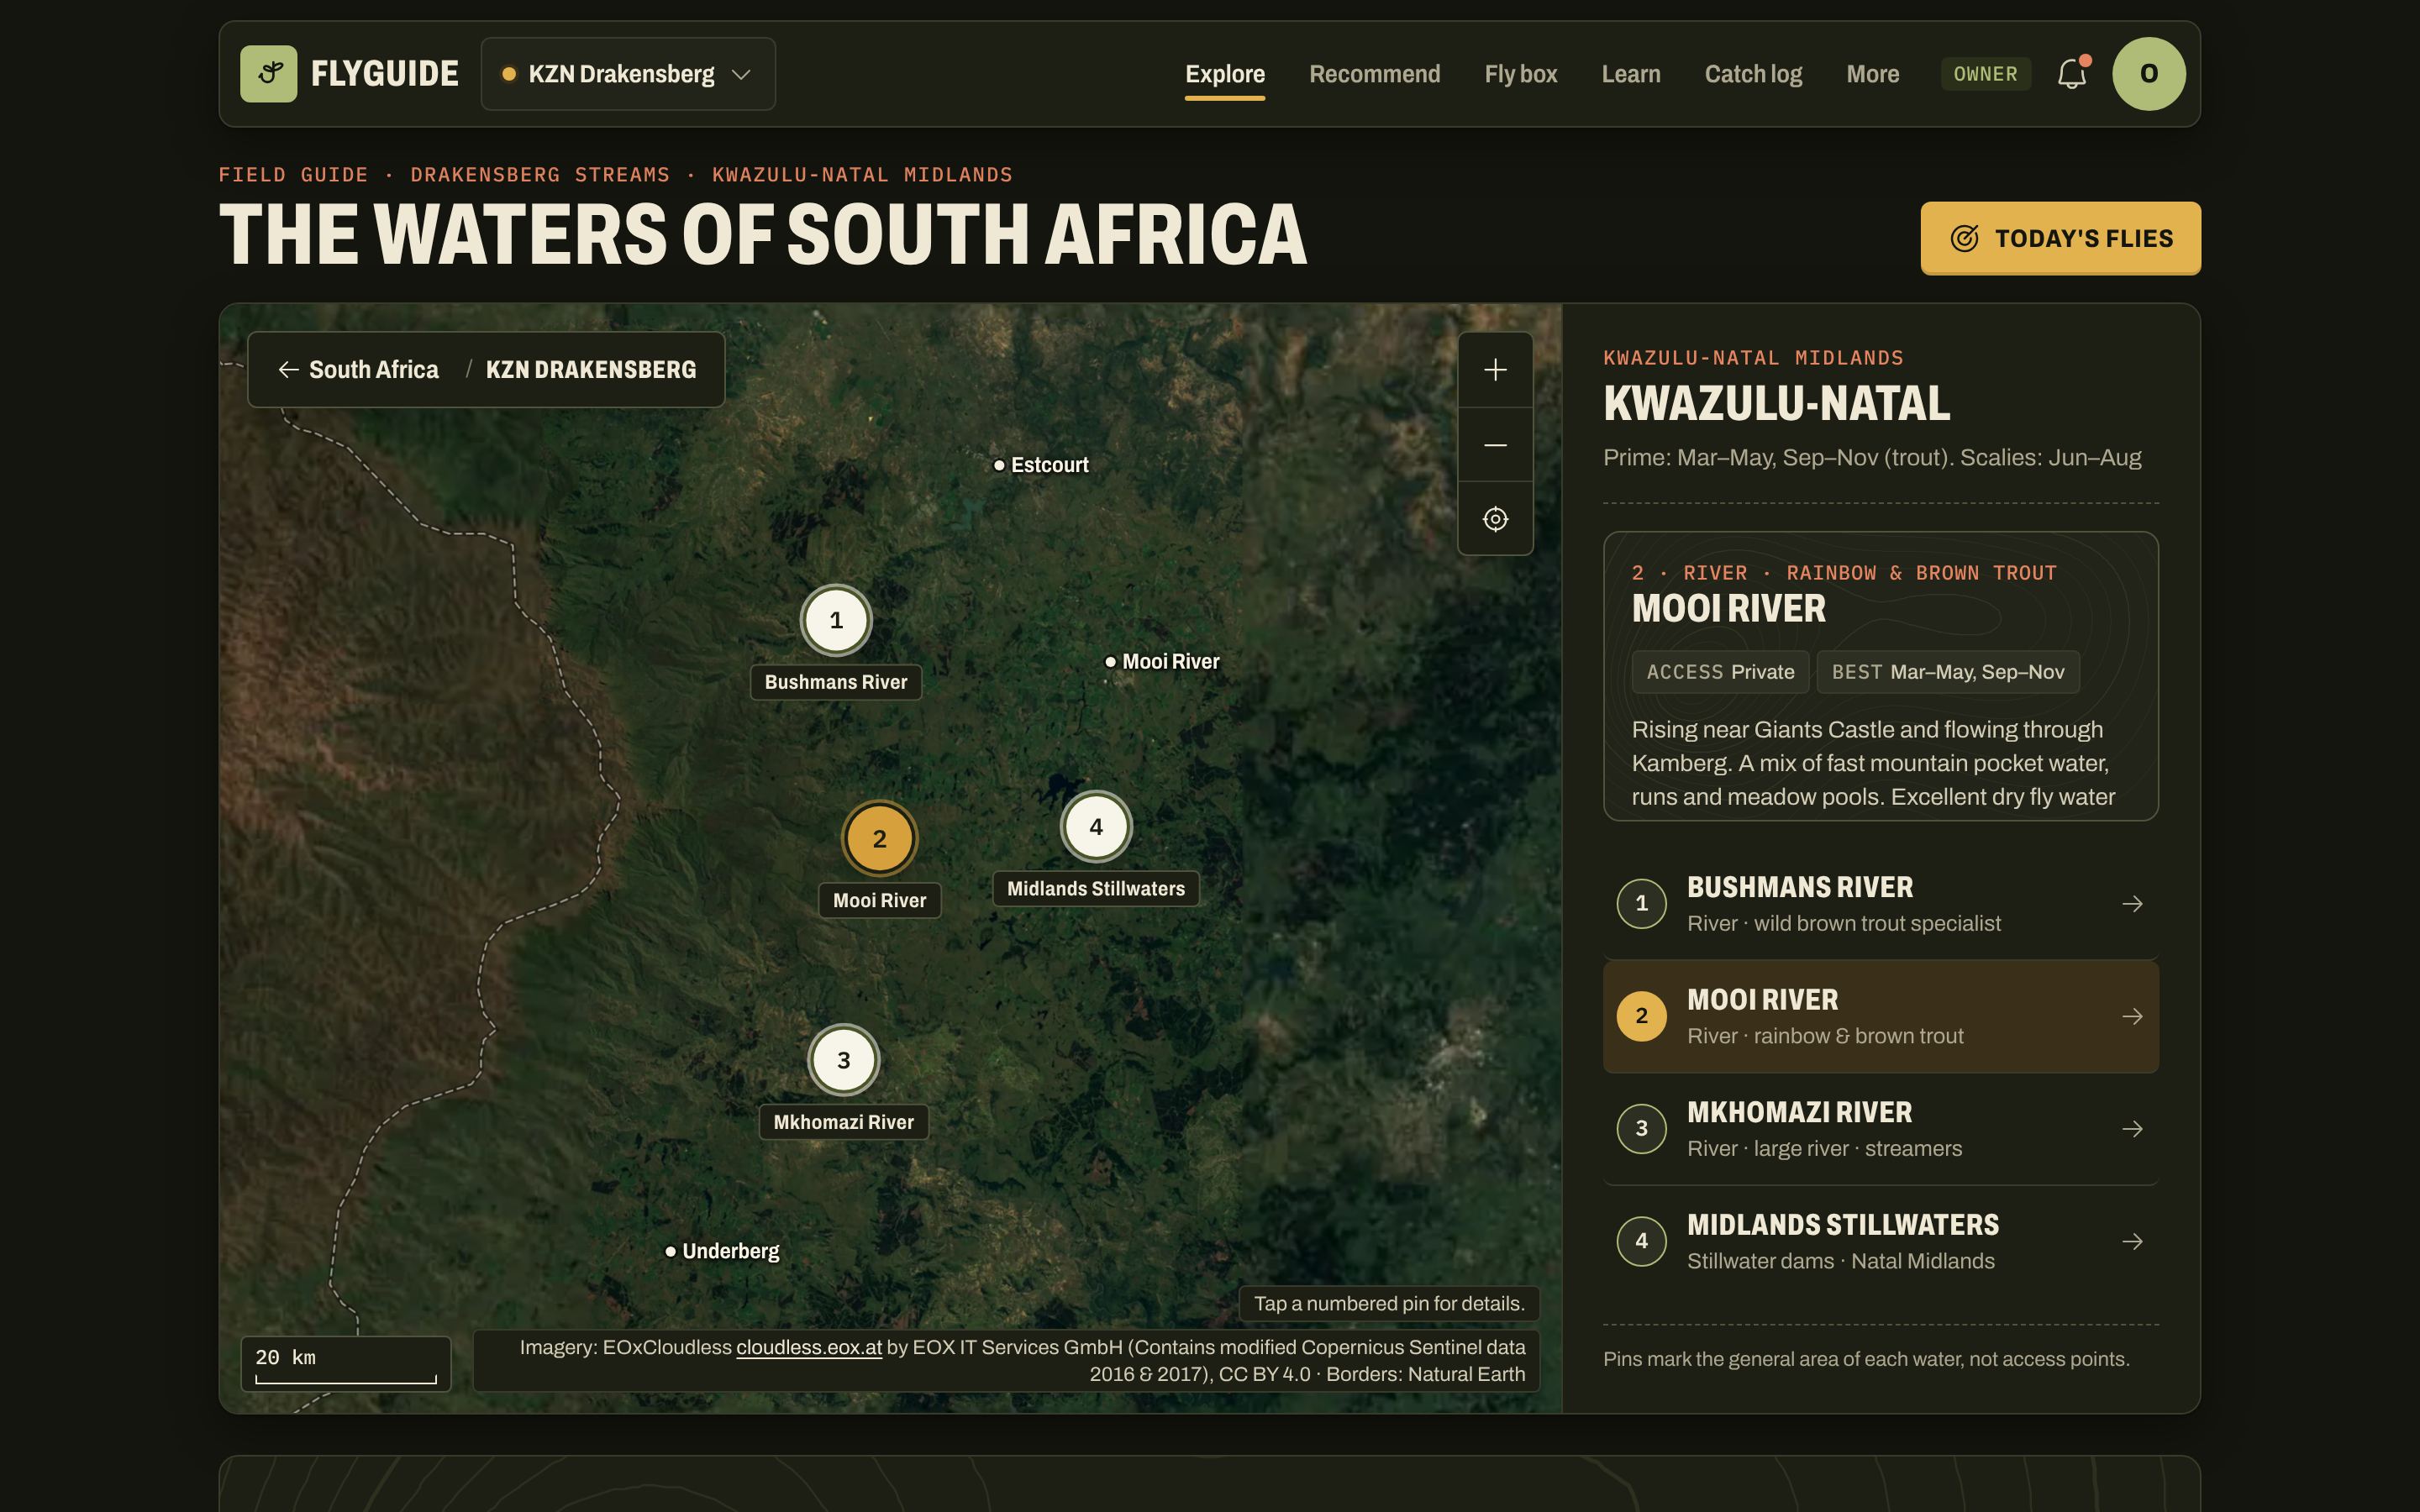 FLYGUIDE
KZN Drakensberg
Explore
Recommend
Fly box
Learn
Catch log
More
OWNER
O
FIELD GUIDE · DRAKENSBERG STREAMS · KWAZULU-NATAL MIDLANDS
THE WATERS OF SOUTH AFRICA
TODAY'S FLIES
South Africa / KZN DRAKENSBERG
Estcourt
1
Bushmans River
Mooi River
2
Mooi River
4
Midlands Stillwaters
3
Mkhomazi River
Underberg
Tap a numbered pin for details.
20 km
Imagery: EOxCloudless cloudless.eox.at by EOX IT Services GmbH (Contains modified Copernicus Sentinel data
2016 & 2017), CC BY 4.0 · Borders: Natural Earth
KWAZULU-NATAL MIDLANDS
KWAZULU-NATAL
Prime: Mar–May, Sep–Nov (trout). Scalies: Jun–Aug
2 · RIVER · RAINBOW & BROWN TROUT
MOOI RIVER
ACCESS Private
BEST Mar–May, Sep–Nov
Rising near Giants Castle and flowing through
Kamberg. A mix of fast mountain pocket water,
runs and meadow pools. Excellent dry fly water
1
BUSHMANS RIVER
River · wild brown trout specialist
2
MOOI RIVER
River · rainbow & brown trout
3
MKHOMAZI RIVER
River · large river · streamers
4
MIDLANDS STILLWATERS
Stillwater dams · Natal Midlands
Pins mark the general area of each water, not access points.